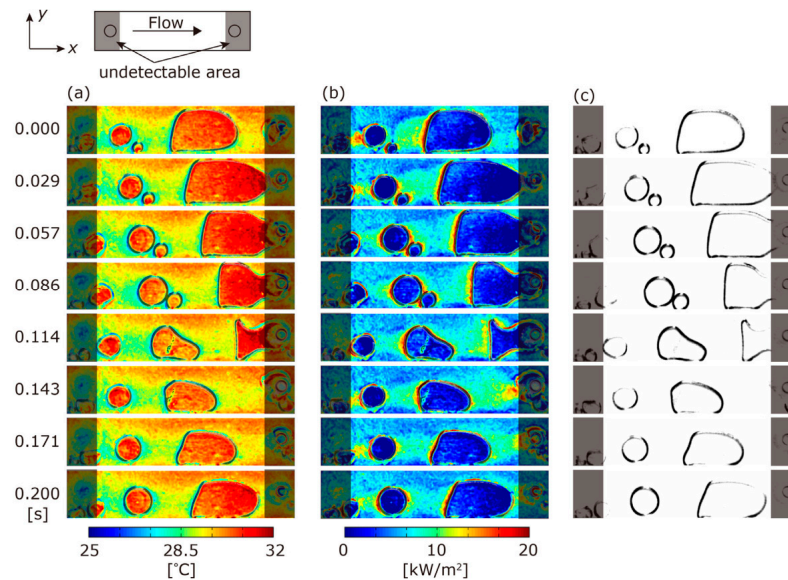 y
Flow
x
undetectable area
(a)
(b)
(c)
0.000
0.029
0.057
0.086
0.114
0.143
0.171
0.200
[s]
25 28.5 32
[°C]
0 10 20
[kW/m²]